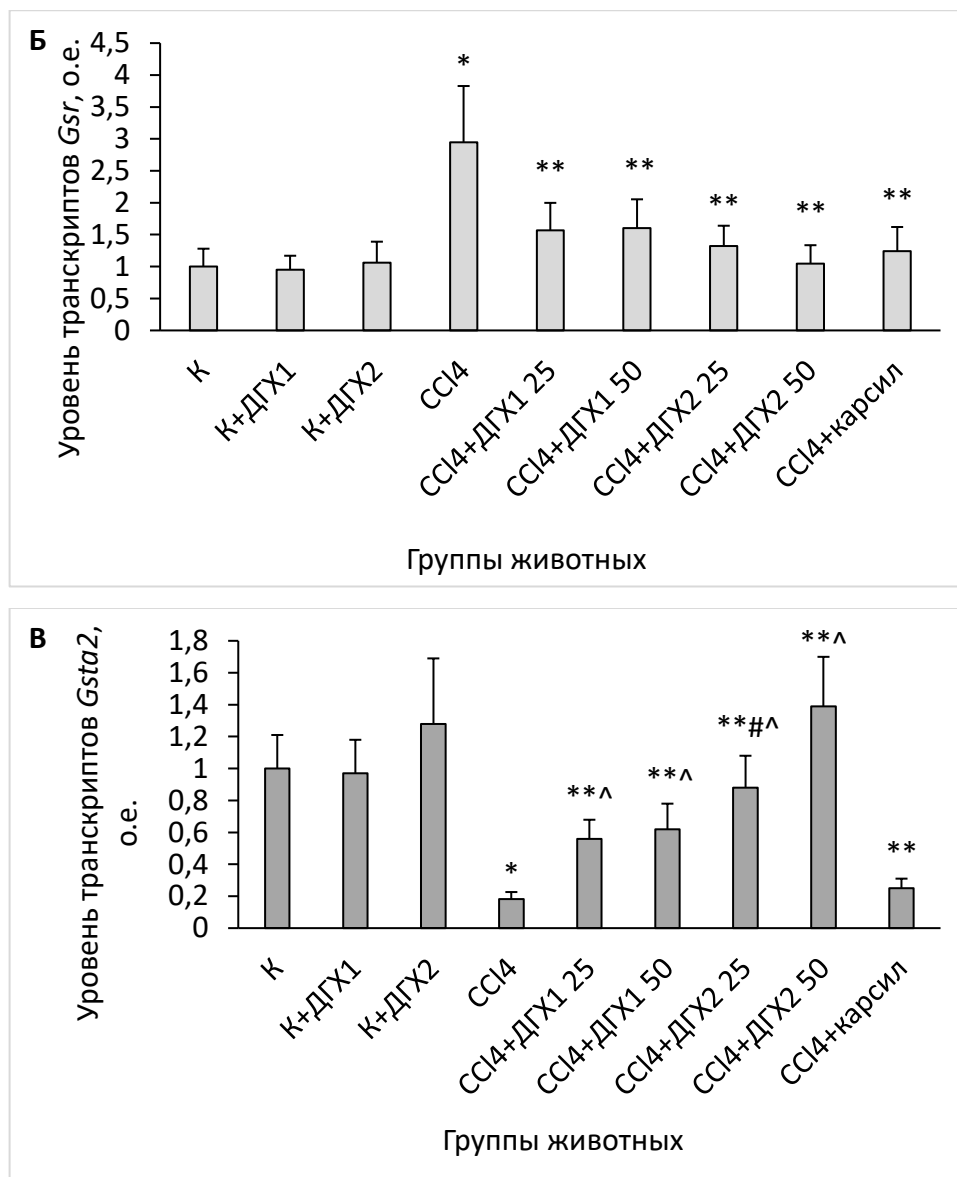 Б
Уровень транскриптов Gsr, о.е.
4,5
4
3,5
3
2,5
2
1,5
1
0,5
0
*
**
**
**
**
**
К
К+ДГХ1
К+ДГХ2
CCl4
CCl4+ДГХ1 25
CCl4+ДГХ1 50
CCl4+ДГХ2 25
CCl4+ДГХ2 50
CCl4+карсил
Группы животных
В
Уровень транскриптов Gsta2,
о.е.
1,8
1,6
1,4
1,2
1
0,8
0,6
0,4
0,2
0
*
**^
**^
**#^
**^
**
К
К+ДГХ1
К+ДГХ2
CCl4
CCl4+ДГХ1 25
CCl4+ДГХ1 50
CCl4+ДГХ2 25
CCl4+ДГХ2 50
CCl4+карсил
Группы животных